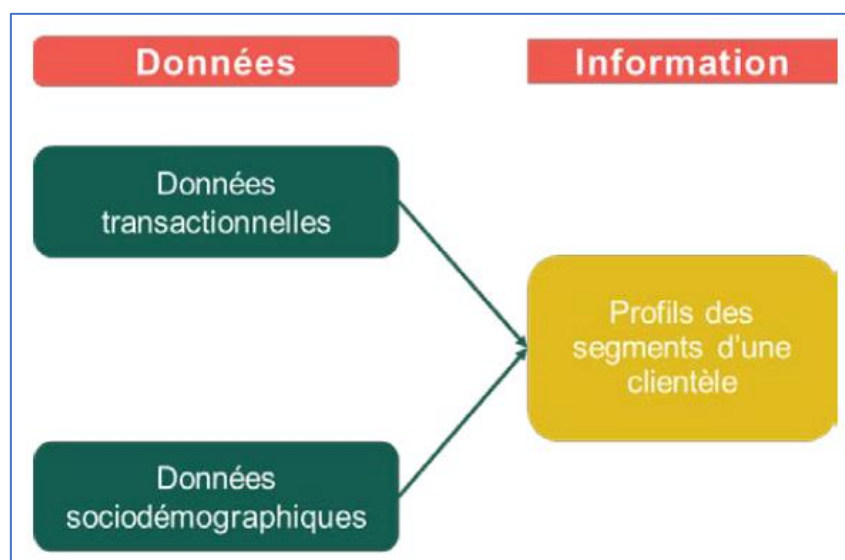 Données
Information
Données
transactionnelles
Profils des
segments d'une
clientèle
Données
sociodémographiques